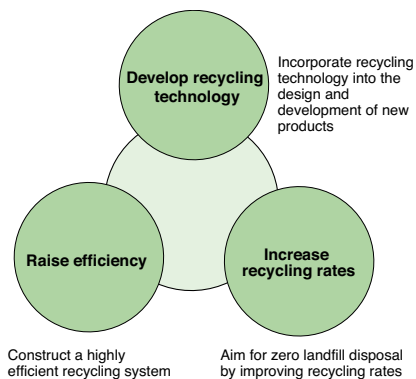 Develop recycling
technology
Incorporate recycling
technology into the
design and
development of new
products
Raise efficiency
Increase
recycling rates
Construct a highly
efficient recycling system
Aim for zero landfill disposal
by improving recycling rates